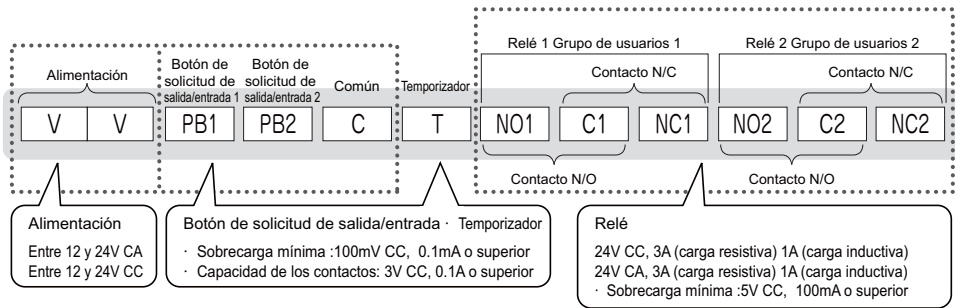 Relé 1 Grupo de usuarios 1
Relé 2 Grupo de usuarios 2
Alimentación
Botón de
solicitud de
salida/entrada 1
Botón de
solicitud de
salida/entrada 2
Común
Temporizador
Contacto N/C
Contacto N/C
V V PB1 PB2 C T NO1 C1 NC1 NO2 C2 NC2
Contacto N/O
Contacto N/O
Alimentación
Entre 12 y 24V CA
Entre 12 y 24V CC
Botón de solicitud de salida/entrada · Temporizador
· Sobrecarga mínima :100mV CC, 0.1mA o superior
· Capacidad de los contactos: 3V CC, 0.1A o superior
Relé
24V CC, 3A (carga resistiva) 1A (carga inductiva)
24V CA, 3A (carga resistiva) 1A (carga inductiva)
· Sobrecarga mínima :5V CC, 100mA o superior